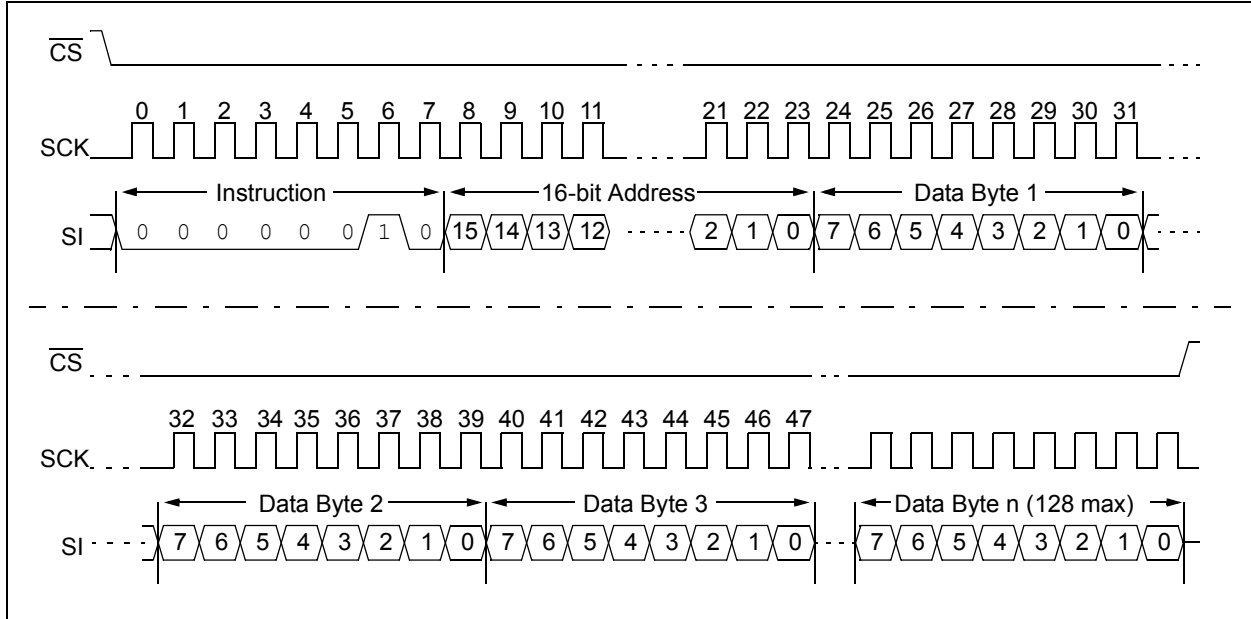 CS
0 1 2 3 4 5 6 7 8 9 10 11 21 22 23 24 25 26 27 28 29 30 31
SCK
Instruction 16-bit Address Data Byte 1
SI 0 0 0 0 0 0 1 0 15 14 13 12 2 1 0 7 6 5 4 3 2 1 0
CS
32 33 34 35 36 37 38 39 40 41 42 43 44 45 46 47
SCK
Data Byte 2 Data Byte 3 Data Byte n (128 max)
SI 7 6 5 4 3 2 1 0 7 6 5 4 3 2 1 0 7 6 5 4 3 2 1 0